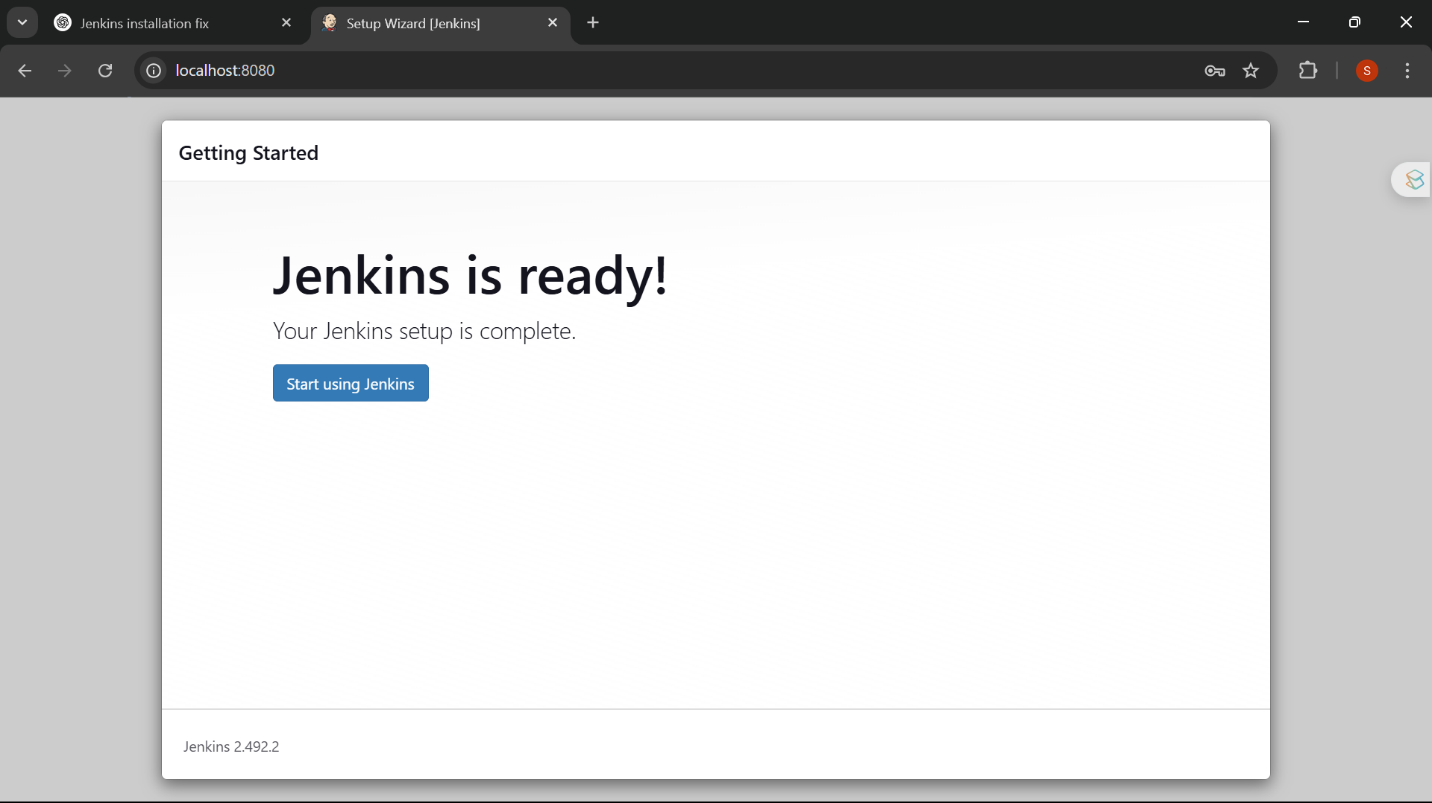 Jenkins installation fix
Setup Wizard [Jenkins]
localhost:8080
S
Getting Started
Jenkins is ready!
Your Jenkins setup is complete.
Start using Jenkins
Jenkins 2.492.2